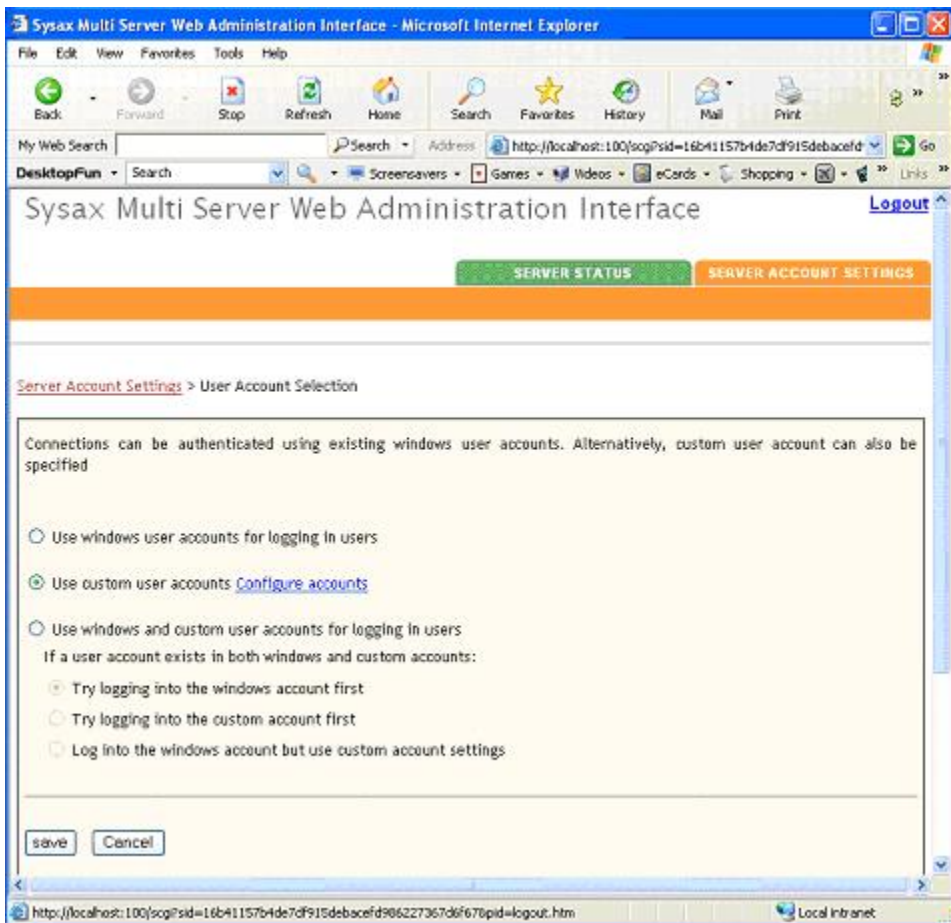 Sysax Multi Server Web Administration Interface - Microsoft Internet Explorer
File Edit View Favorites Tools Help
Back Forward Stop Refresh Home Search Favorites History Mail Print »
My Web Search Search Address http://localhost:100/scgi?sid=16b41157b4de7df915debacefd Go
DesktopFun Search Screensavers Games Videos eCards Shopping » Links »
Sysax Multi Server Web Administration Interface Logout
SERVER STATUS SERVER ACCOUNT SETTINGS
Server Account Settings > User Account Selection
Connections can be authenticated using existing windows user accounts. Alternatively, custom user account can also be
specified
Use windows user accounts for logging in users
Use custom user accounts Configure accounts
Use windows and custom user accounts for logging in users
If a user account exists in both windows and custom accounts:
Try logging into the windows account first
Try logging into the custom account first
Log into the windows account but use custom account settings
save Cancel
http://localhost:100/scgi?sid=16b41157b4de7df915debacefd986227367d6f678pid=logout.htm Local intranet